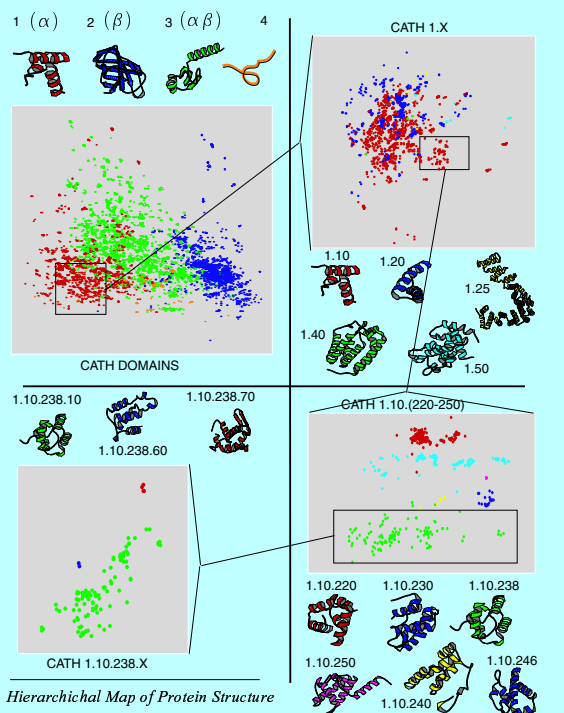 1 (α) 2 (β) 3 (α β) 4
CATH DOMAINS
CATH 1.X
1.10 1.20 1.25
1.40 1.50
CATH 1.10.(220-250)
1.10.220 1.10.230 1.10.238
1.10.250 1.10.240 1.10.246
1.10.238.10 1.10.238.60 1.10.238.70
CATH 1.10.238.X
Hierarchichal Map of Protein Structure